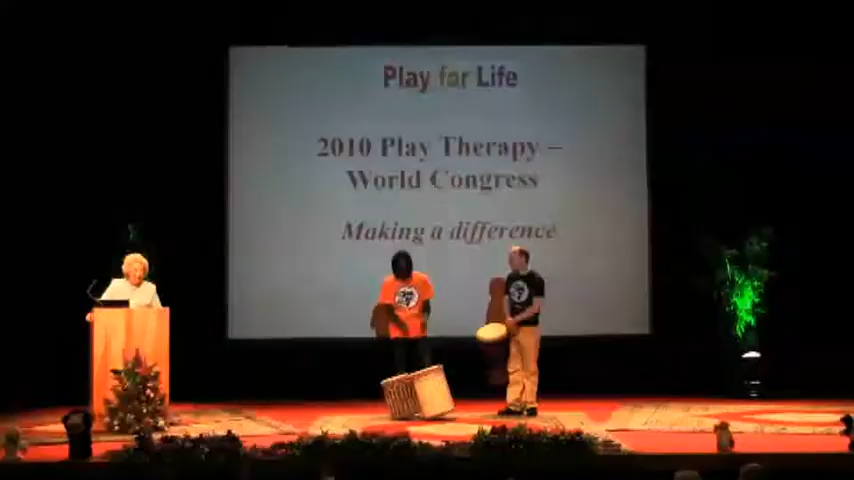 Play for Life
2010 Play Therapy –
World Congress
Making a difference